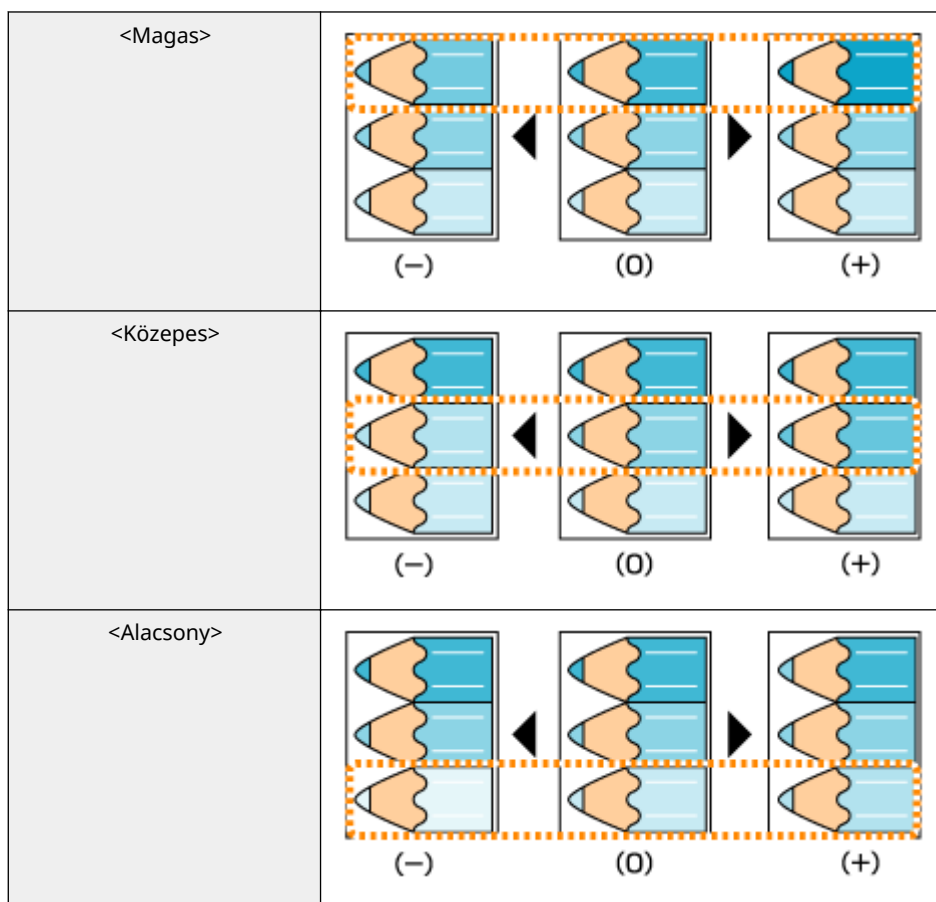 <Magas>
(−) (0) (+)
<Közepes>
(−) (0) (+)
<Alacsony>
(−) (0) (+)